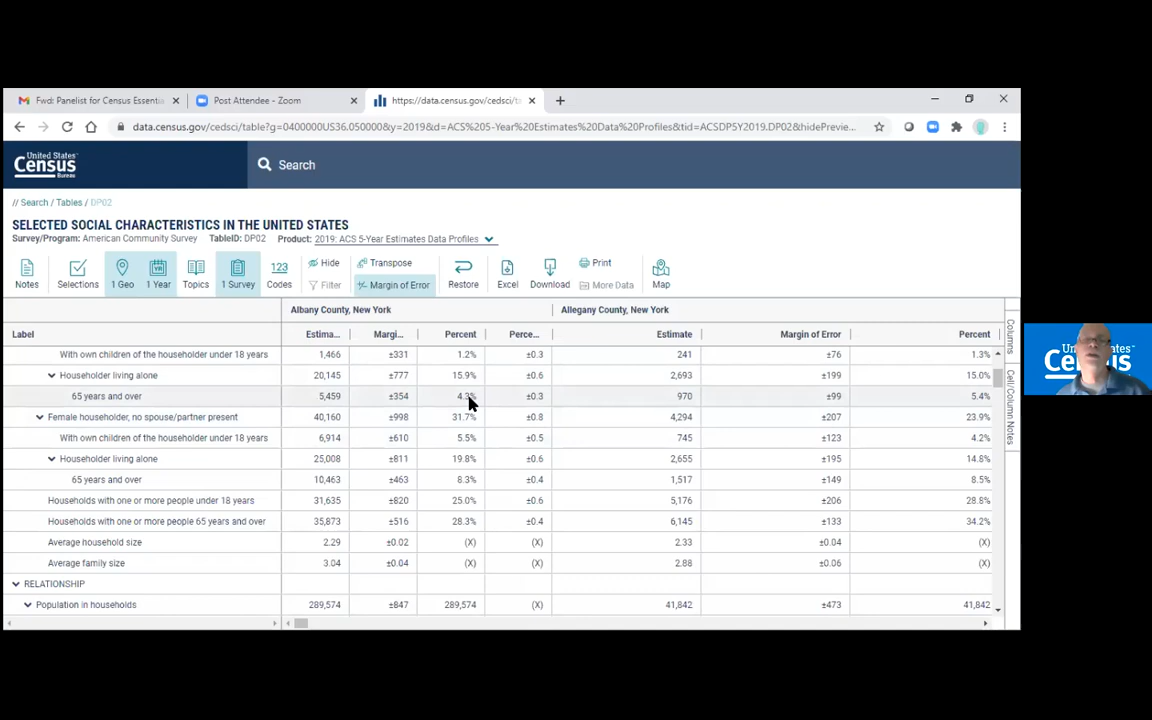 Fwd: Panelist for Census Essentia
Post Attendee - Zoom
https://data.census.gov/cedsci/t
data.census.gov/cedsci/table?g=0400000US36.050000&y=2019&d=ACS%205-Year%20Estimates%20Data%20Profiles&tid=ACSDP5Y2019.DP02&hidePrevie...
United States
Census
Bureau
Search
// Search / Tables / DP02
SELECTED SOCIAL CHARACTERISTICS IN THE UNITED STATES
Survey/Program: American Community Survey TableID: DP02 Product: 2019: ACS 5-Year Estimates Data Profiles
Notes Selections 1 Geo YR 1 Year Topics 1 Survey 123 Codes Hide Filter Transpose Margin of Error Restore Excel Download Print More Data Map
Albany County, New York Allegany County, New York
Label Estima... Margi... Percent Perce... Estimate Margin of Error Percent
With own children of the householder under 18 years 1,466 ±331 1.2% ±0.3 241 ±76 1.3%
Householder living alone 20,145 ±777 15.9% ±0.6 2,693 ±199 15.0%
65 years and over 5,459 ±354 4.3% ±0.3 970 ±99 5.4%
Female householder, no spouse/partner present 40,160 ±998 31.7% ±0.8 4,294 ±207 23.9%
With own children of the householder under 18 years 6,914 ±610 5.5% ±0.5 745 ±123 4.2%
Householder living alone 25,008 ±811 19.8% ±0.6 2,655 ±195 14.8%
65 years and over 10,463 ±463 8.3% ±0.4 1,517 ±149 8.5%
Households with one or more people under 18 years 31,635 ±820 25.0% ±0.6 5,176 ±206 28.8%
Households with one or more people 65 years and over 35,873 ±516 28.3% ±0.4 6,145 ±133 34.2%
Average household size 2.29 ±0.02 (X) (X) 2.33 ±0.04 (X)
Average family size 3.04 ±0.04 (X) (X) 2.88 ±0.06 (X)
RELATIONSHIP
Population in households 289,574 ±847 289,574 (X) 41,842 ±473 41,842
Columns
Cell/Column Notes
United States